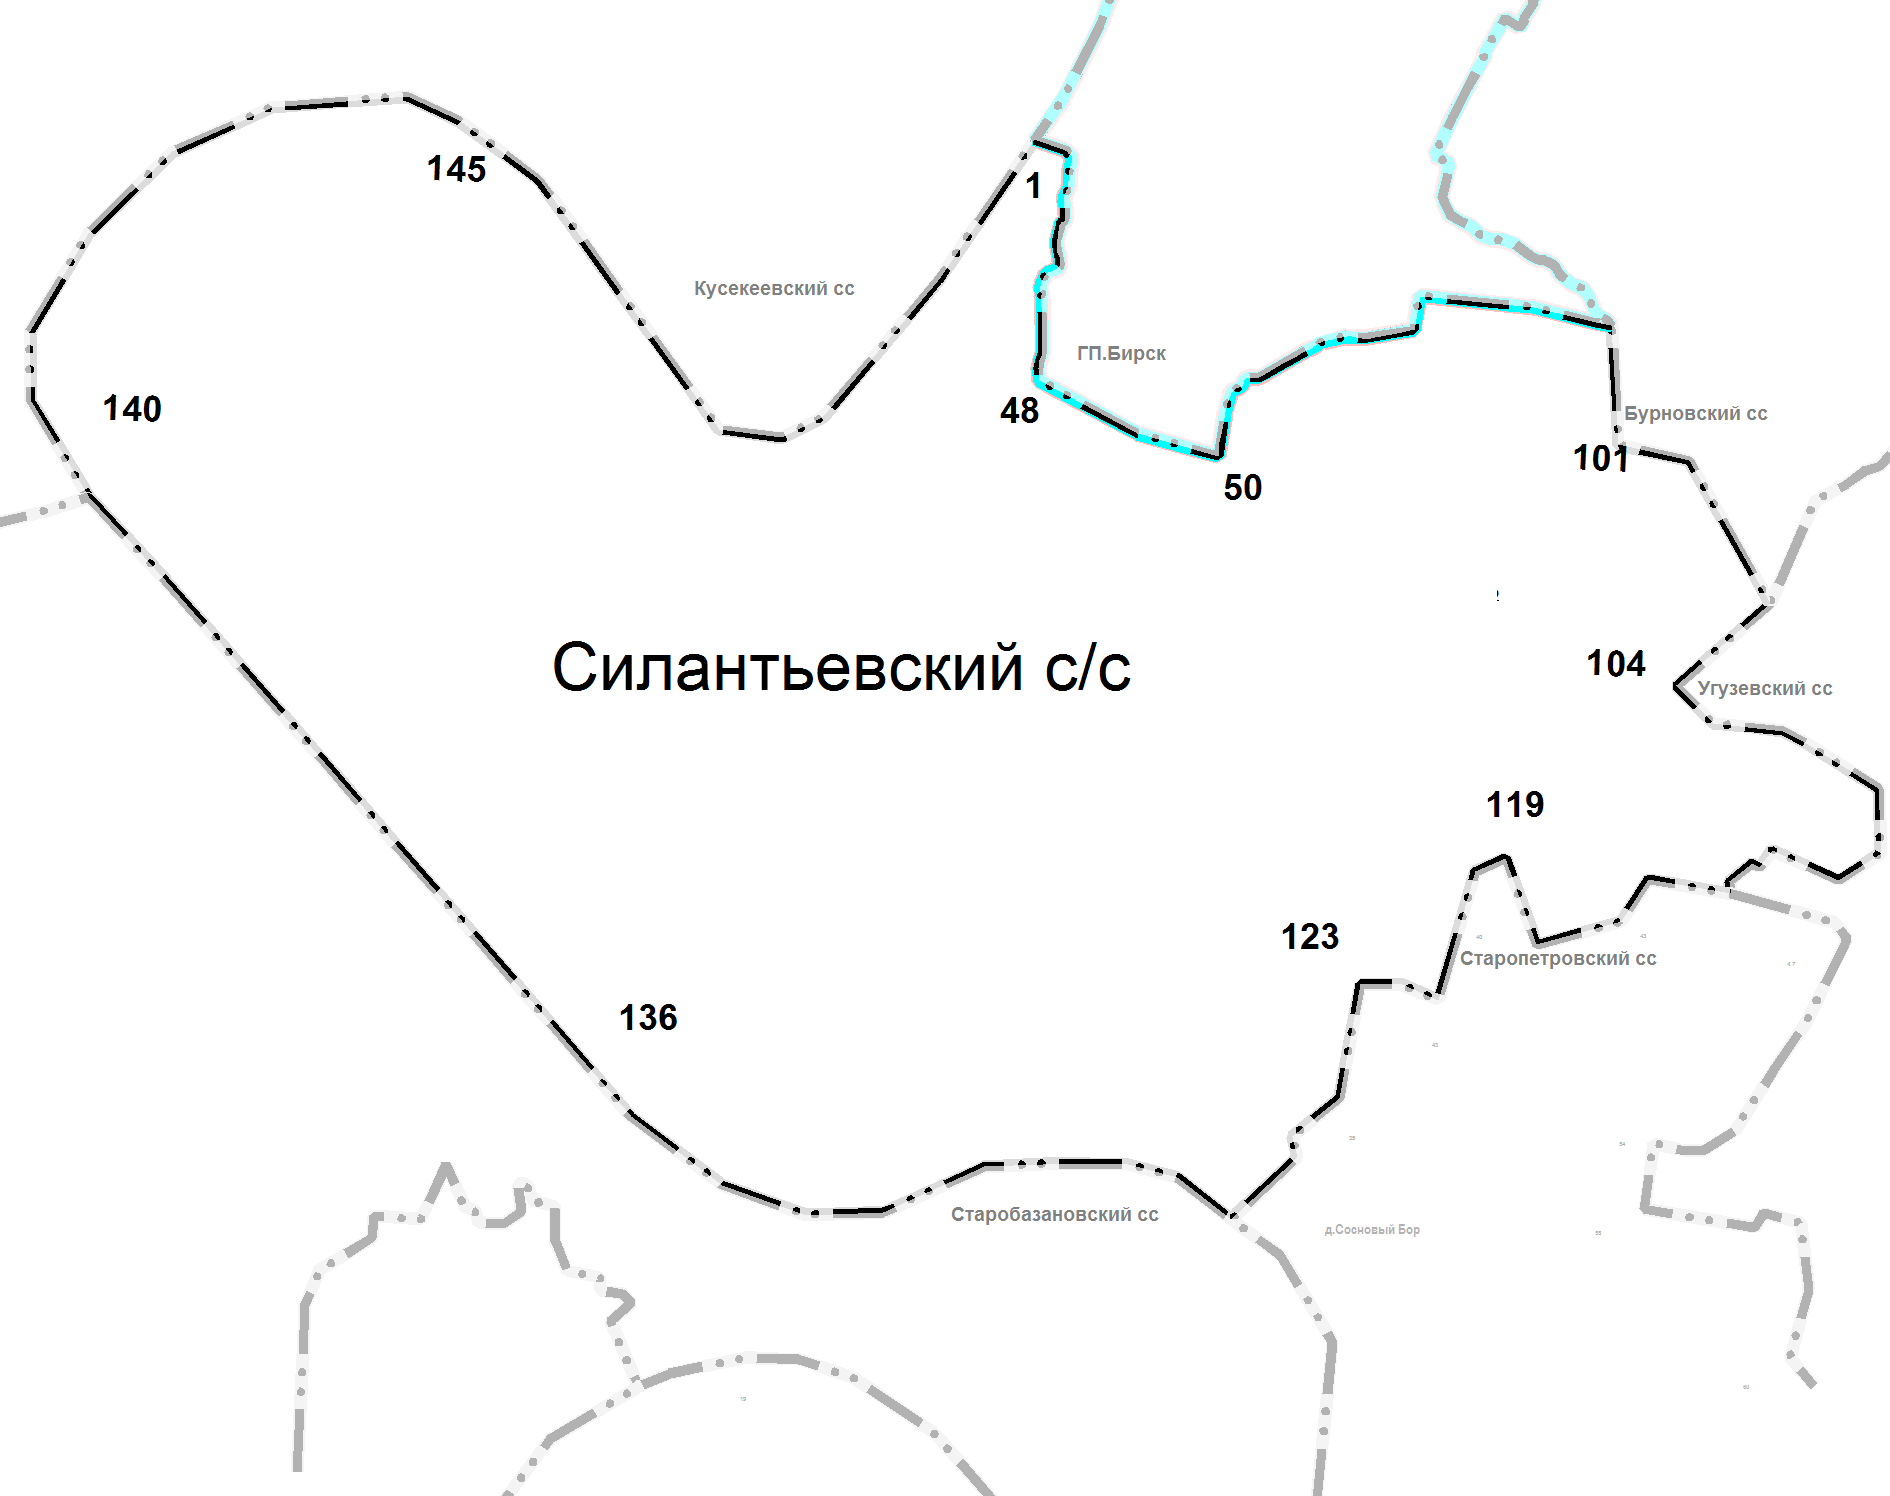 145
1
Кусекеевский сс
ГП.Бирск
140
48
Бурновский сс
101
50
Силантьевский с/с
104
Угузевский сс
119
123
Старопетровский сс
136
Старобазановский сс
д.Сосновый Бор